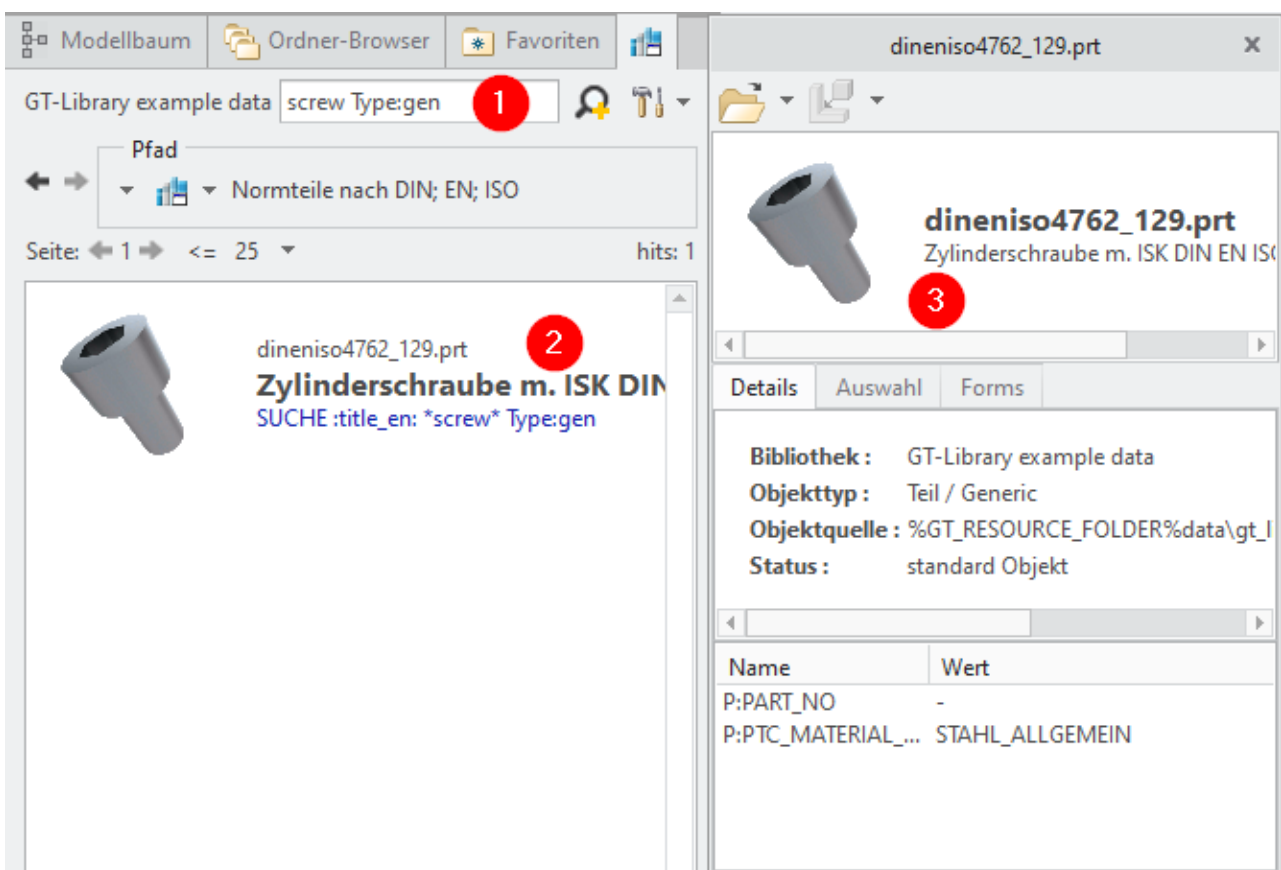 Modellbaum Ordner-Browser Favoriten
GT-Library example data screw Type:gen 1
Pfad
Normteile nach DIN; EN; ISO
Seite: 1 <= 25 hits: 1
dineniso4762_129.prt 2
Zylinderschraube m. ISK DIN
SUCHE :title_en: *screw* Type:gen
dineniso4762_129.prt
dineniso4762_129.prt
Zylinderschraube m. ISK DIN EN IS
3
Details Auswahl Forms
Bibliothek : GT-Library example data
Objekttyp : Teil / Generic
Objektquelle : %GT_RESOURCE_FOLDER%data\gt_l
Status : standard Objekt
Name Wert
P:PART_NO -
P:PTC_MATERIAL_... STAHL_ALLGEMEIN